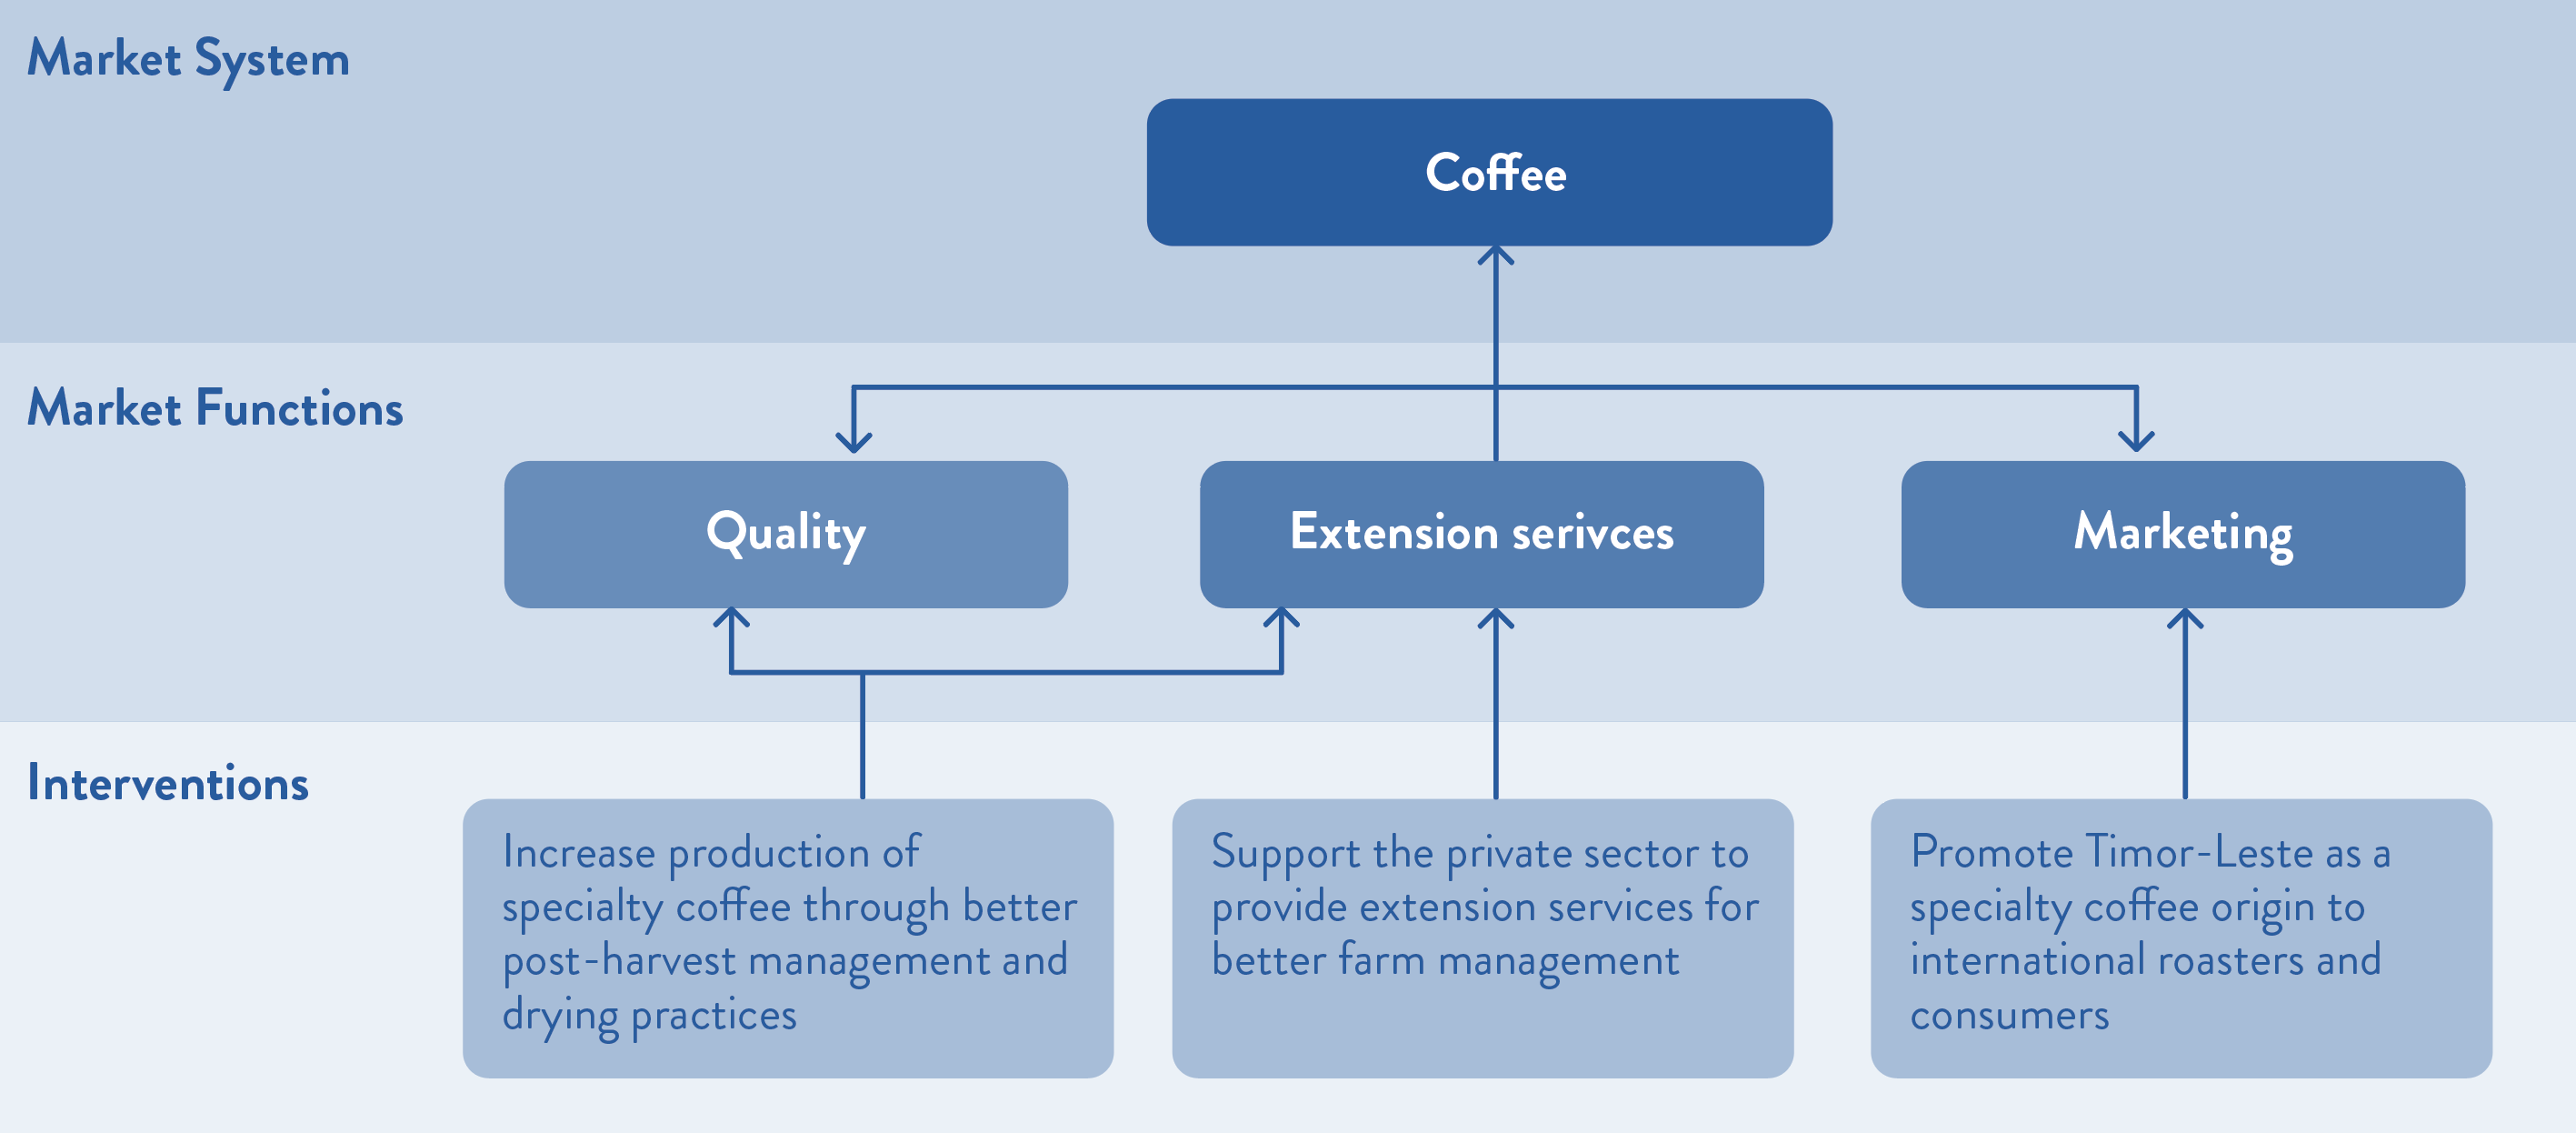 Market System
Coffee
Market Functions
Quality
Extension serivces
Marketing
Interventions
Increase production of
specialty coffee through better
post-harvest management and
drying practices
Support the private sector to
provide extension services for
better farm management
Promote Timor-Leste as a
specialty coffee origin to
international roasters and
consumers